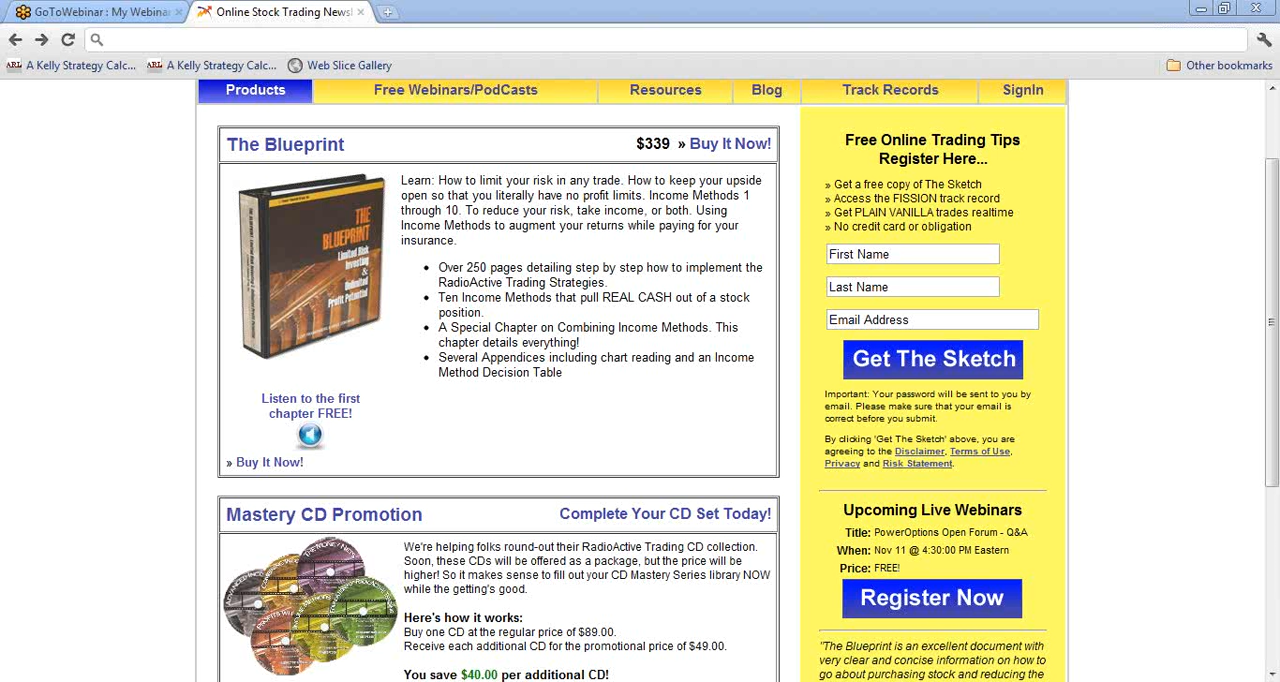 GoToWebinar : My Webinar
Online Stock Trading Newsl
A Kelly Strategy Calc...
A Kelly Strategy Calc...
Web Slice Gallery
Other bookmarks
Products
Free Webinars/PodCasts
Resources
Blog
Track Records
SignIn
The Blueprint
$339 » Buy It Now!
THE
BLUEPRINT
Limited Risk
Investing
&
Unlimited
Profit Potential
Learn: How to limit your risk in any trade. How to keep your upside
open so that you literally have no profit limits. Income Methods 1
through 10. To reduce your risk, take income, or both. Using
Income Methods to augment your returns while paying for your
insurance.
• Over 250 pages detailing step by step how to implement the
RadioActive Trading Strategies.
• Ten Income Methods that pull REAL CASH out of a stock
position.
• A Special Chapter on Combining Income Methods. This
chapter details everything!
• Several Appendices including chart reading and an Income
Method Decision Table
Listen to the first
chapter FREE!
» Buy It Now!
Mastery CD Promotion
Complete Your CD Set Today!
We're helping folks round-out their RadioActive Trading CD collection.
Soon, these CDs will be offered as a package, but the price will be
higher! So it makes sense to fill out your CD Mastery Series library NOW
while the getting's good.
Here's how it works:
Buy one CD at the regular price of $89.00.
Receive each additional CD for the promotional price of $49.00.
You save $40.00 per additional CD!
Free Online Trading Tips
Register Here...
» Get a free copy of The Sketch
» Access the FISSION track record
» Get PLAIN VANILLA trades realtime
» No credit card or obligation
First Name
Last Name
Email Address
Get The Sketch
Important: Your password will be sent to you by
email. Please make sure that your email is
correct before you submit.
By clicking 'Get The Sketch' above, you are
agreeing to the Disclaimer, Terms of Use,
Privacy and Risk Statement.
Upcoming Live Webinars
Title: PowerOptions Open Forum - Q&A
When: Nov 11 @ 4:30:00 PM Eastern
Price: FREE!
Register Now
"The Blueprint is an excellent document with
very clear and concise information on how to
go about purchasing stock and reducing the